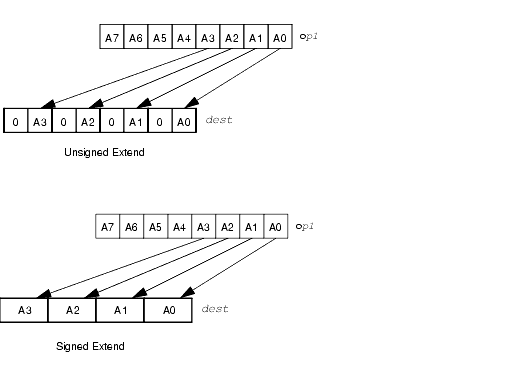 A7 A6 A5 A4 A3 A2 A1 A0 op1
0 A3 0 A2 0 A1 0 A0 dest
Unsigned Extend
A7 A6 A5 A4 A3 A2 A1 A0 op1
A3 A2 A1 A0 dest
Signed Extend